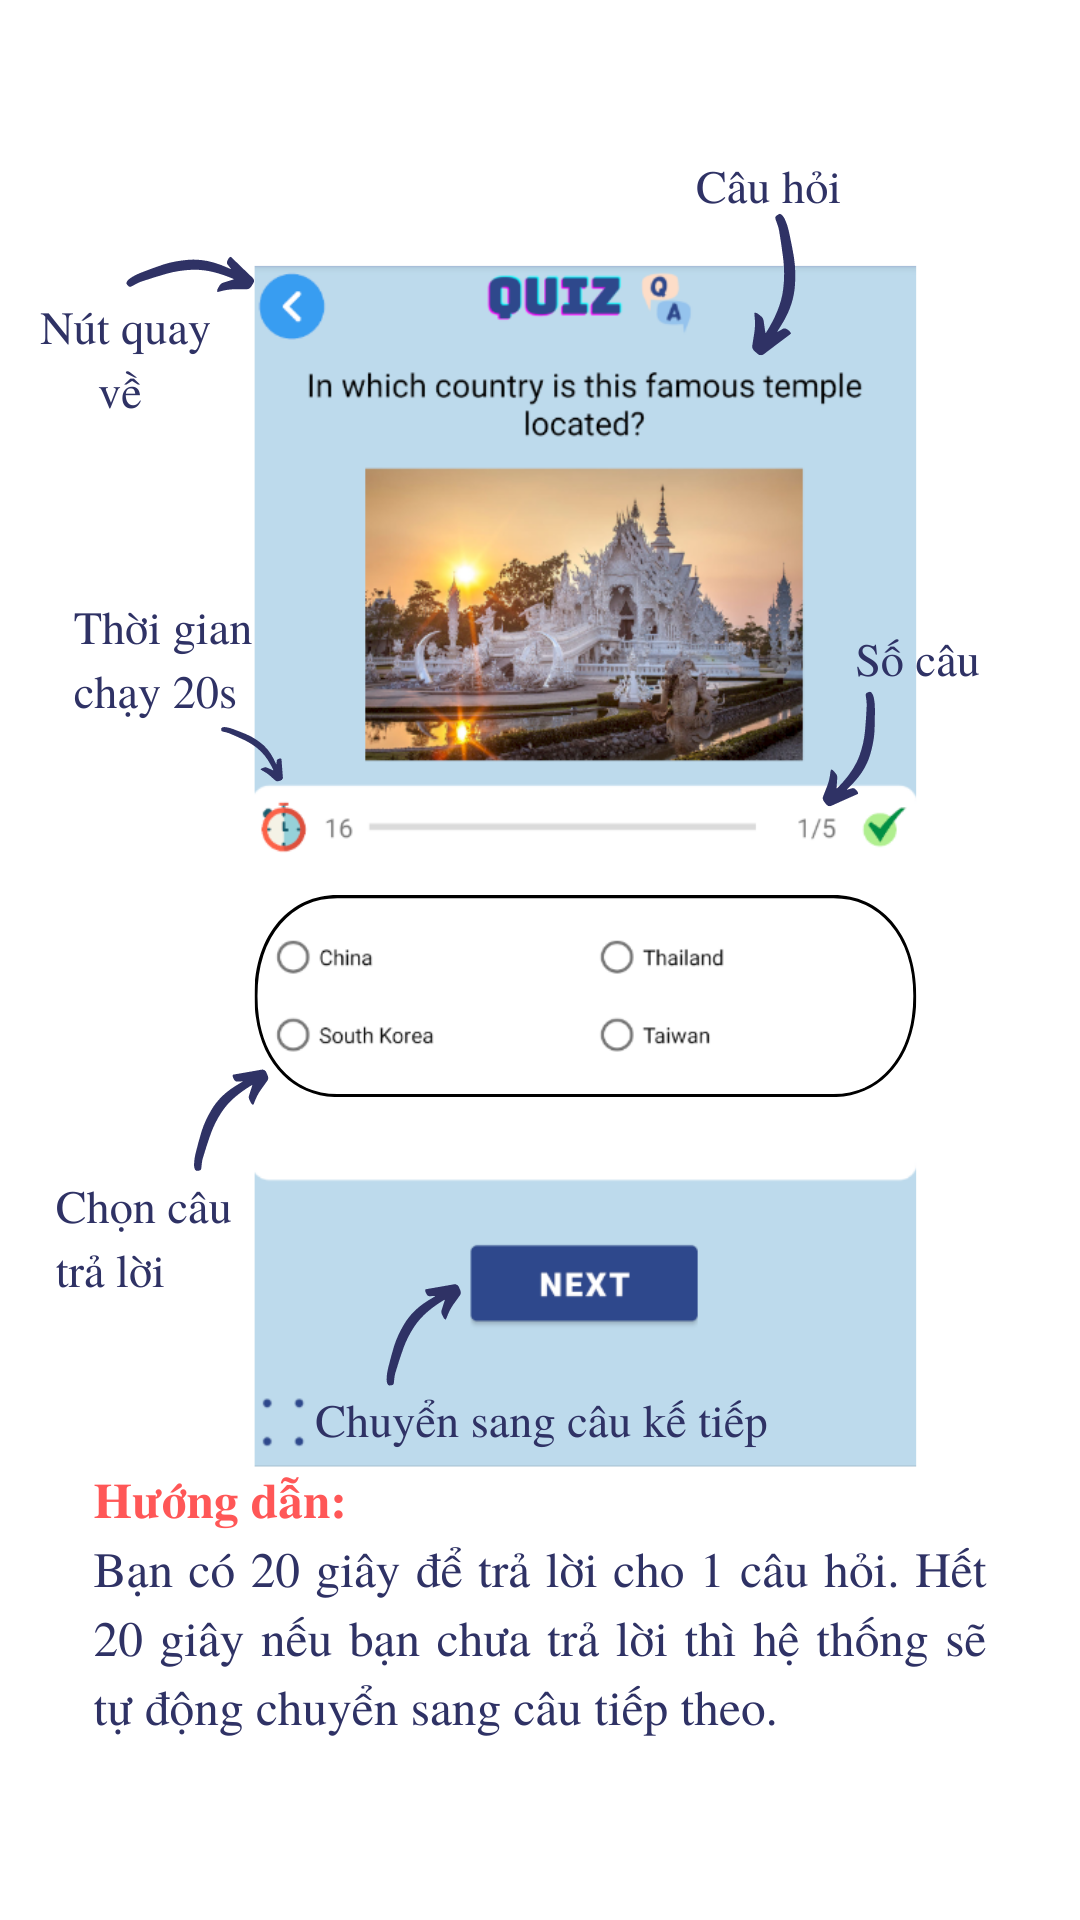 Câu hỏi
Nút quay
về
QUIZ
Q
A
In which country is this famous temple
located?
Thời gian
chạy 20s
Số câu
16
1/5
China
Thailand
South Korea
Taiwan
Chọn câu
trả lời
NEXT
Chuyển sang câu kế tiếp
Hướng dẫn:
Bạn có 20 giây để trả lời cho 1 câu hỏi. Hết
20 giây nếu bạn chưa trả lời thì hệ thống sẽ
tự động chuyển sang câu tiếp theo.